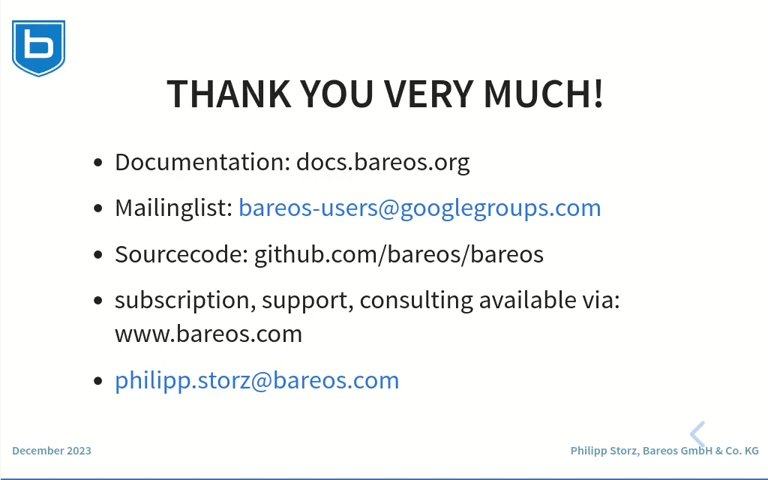 THANK YOU VERY MUCH!
Documentation: docs.bareos.org
Mailinglist: bareos-users@googlegroups.com
Sourcecode: github.com/bareos/bareos
subscription, support, consulting available via:
www.bareos.com
philipp.storz@bareos.com
December 2023
Philipp Storz, Bareos GmbH & Co. KG